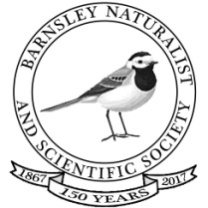 BARNSLEY NATURALIST
AND SCIENTIFIC SOCIETY
1867 150 YEARS 2017